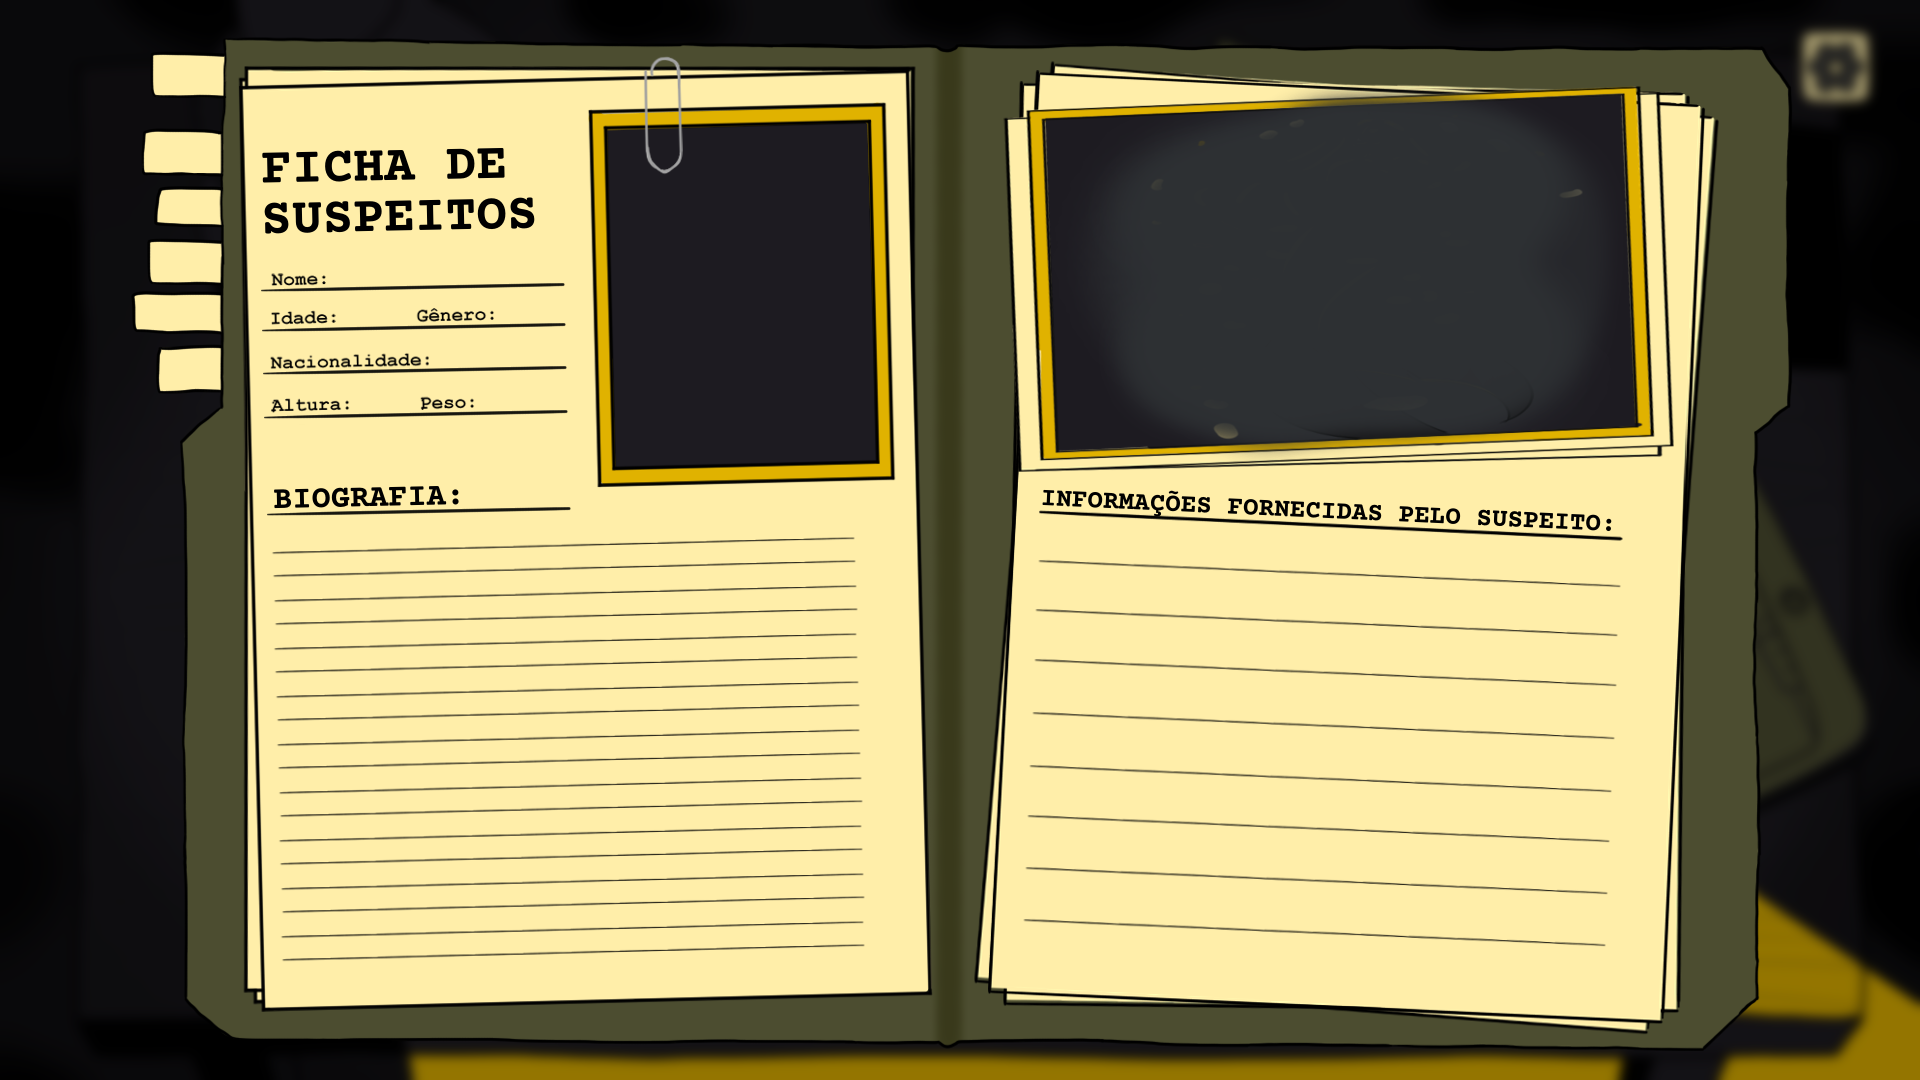 FICHA DE
SUSPEITOS
Nome:
Idade: Gênero:
Nacionalidade:
Altura: Peso:
BIOGRAFIA:
INFORMAÇÕES FORNECIDAS PELO SUSPEITO: